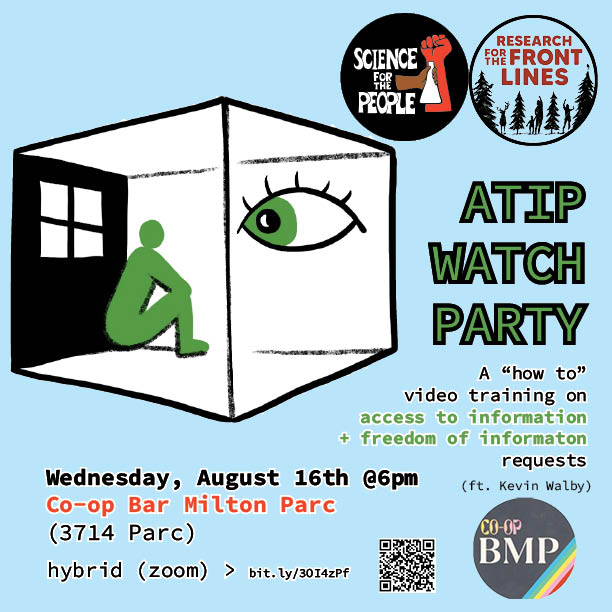 SCIENCE
FOR
THE
PEOPLE
RESEARCH
FOR THE FRONT
LINES
ATIP
WATCH
PARTY
A “how to”
video training on
access to information
+ freedom of informaton
requests
(ft. Kevin Walby)
Wednesday, August 16th @6pm
Co-op Bar Milton Parc
(3714 Parc)
hybrid (zoom) > bit.ly/3OI4zPf
CO-OP
BMP